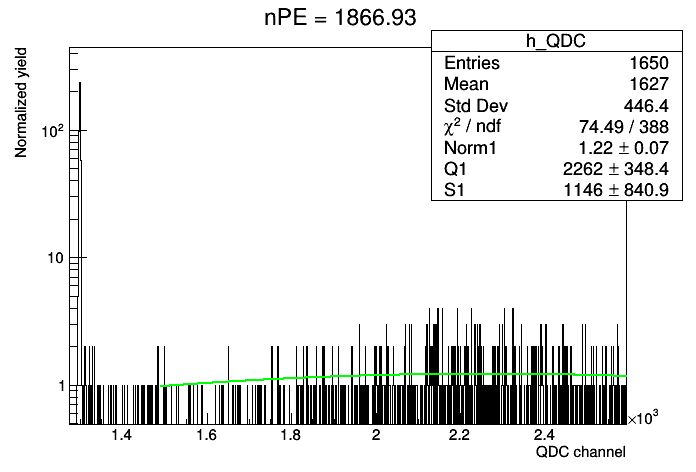 nPE = 1866.93
h_QDC
Entries 1650
Mean 1627
Std Dev 446.4
χ² / ndf 74.49 / 388
Norm1 1.22 ± 0.07
Q1 2262 ± 348.4
S1 1146 ± 840.9
Normalized yield
10²
10
1
1.4 1.6 1.8 2 2.2 2.4
×10³
QDC channel